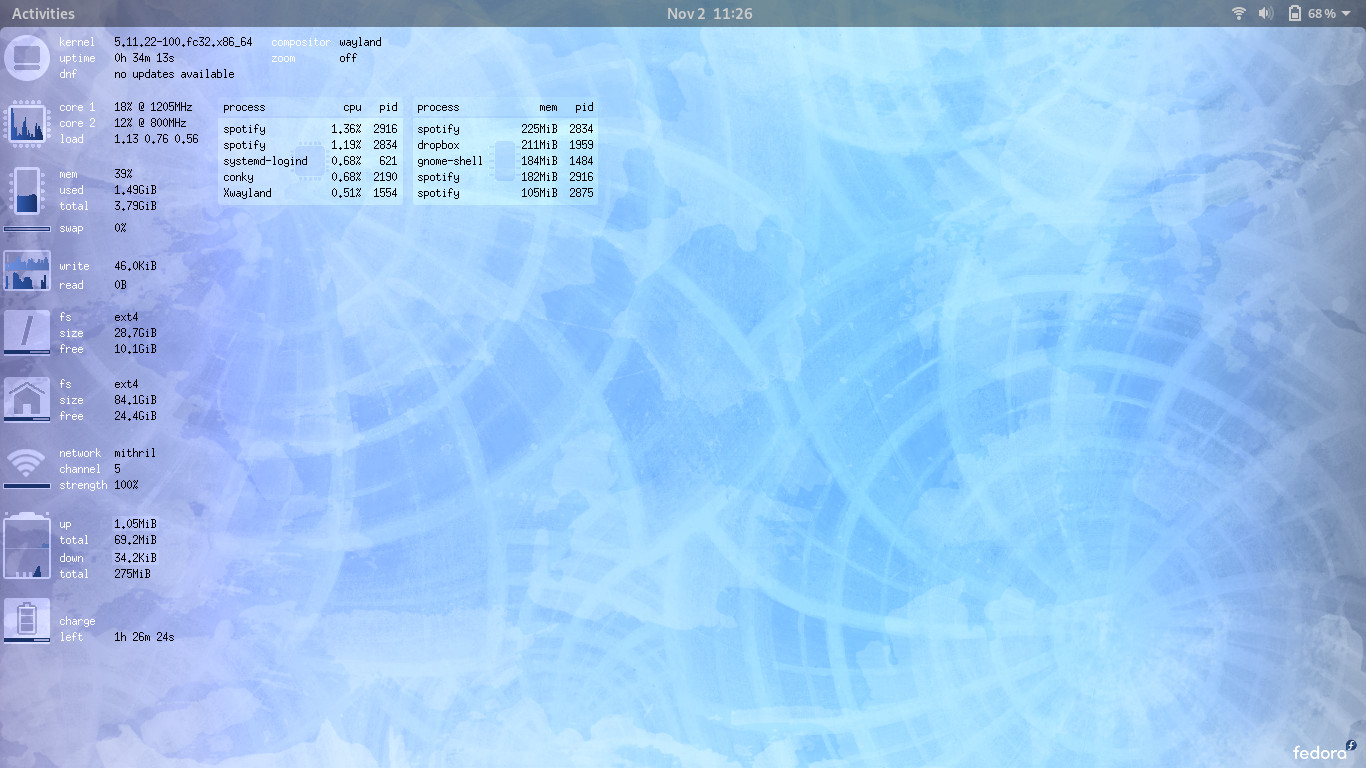 Activities Nov 2 11:26 68 %
kernel 5.11.22-100.fc32.x86_64 compositor wayland
uptime 0h 34m 13s zoom off
dnf no updates available
core 1 18% @ 1205MHz process cpu pid process mem pid
core 2 12% @ 800MHz spotify 1.36% 2916 spotify 225MiB 2834
load 1.13 0.76 0.56 spotify 1.19% 2834 dropbox 211MiB 1959
systemd-logind 0.68% 621 gnome-shell 184MiB 1484
mem 39% conky 0.68% 2190 spotify 182MiB 2916
used 1.49GiB Xwayland 0.51% 1554 spotify 105MiB 2875
total 3.79GiB
swap 0%
write 46.0KiB
read 0B
fs ext4
size 28.7GiB
free 10.1GiB
fs ext4
size 84.1GiB
free 24.4GiB
network mithril
channel 5
strength 100%
up 1.05MiB
total 69.2MiB
down 34.2KiB
total 275MiB
charge
left 1h 26m 24s
fedora